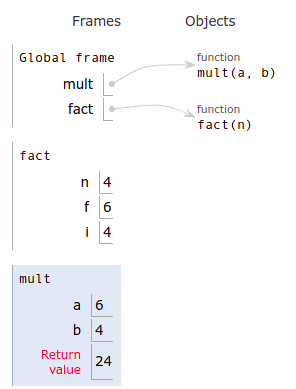 Frames Objects
Global frame
function
mult(a, b)
mult
fact
function
fact(n)
fact
n 4
f 6
i 4
mult
a 6
b 4
Return
value 24